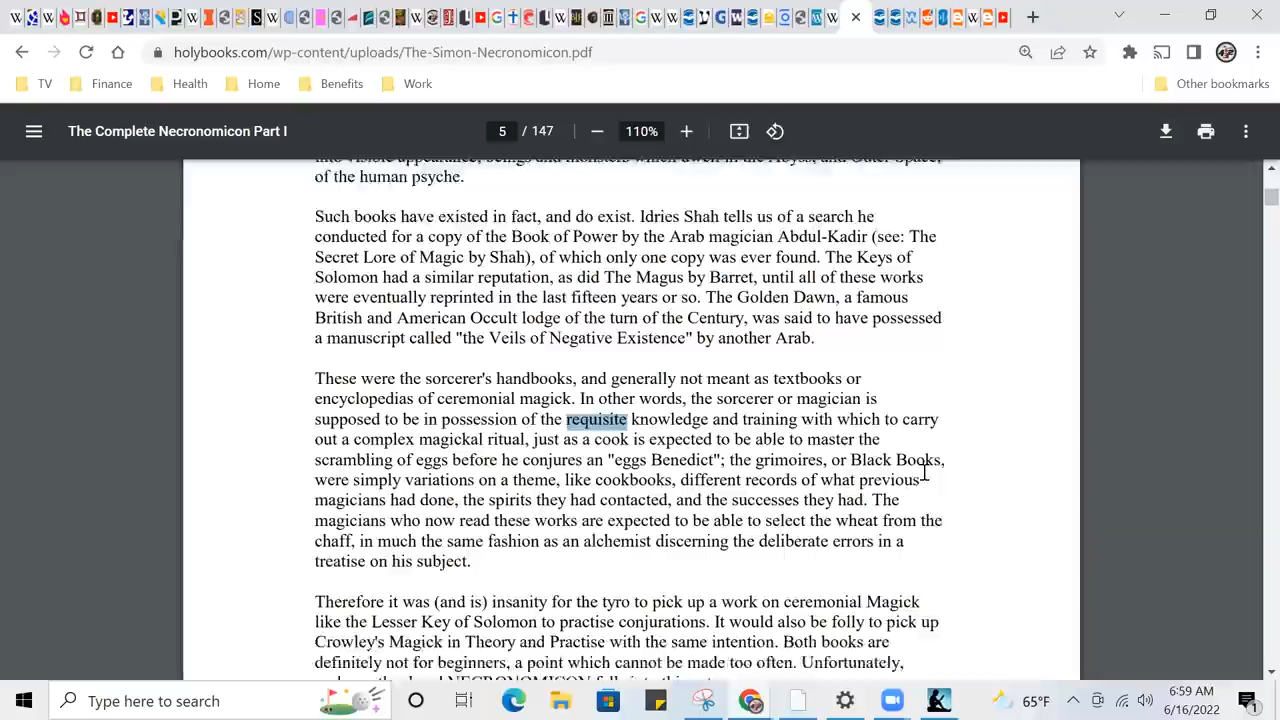 holybooks.com/wp-content/uploads/The-Simon-Necronomicon.pdf
TV Finance Health Home Benefits Work Other bookmarks
The Complete Necronomicon Part I 5 / 147 110%
into visible appearance, beings and monsters which dwell in the Abyss, and Outer Space,
of the human psyche.
Such books have existed in fact, and do exist. Idries Shah tells us of a search he
conducted for a copy of the Book of Power by the Arab magician Abdul-Kadir (see: The
Secret Lore of Magic by Shah), of which only one copy was ever found. The Keys of
Solomon had a similar reputation, as did The Magus by Barret, until all of these works
were eventually reprinted in the last fifteen years or so. The Golden Dawn, a famous
British and American Occult lodge of the turn of the Century, was said to have possessed
a manuscript called "the Veils of Negative Existence" by another Arab.
These were the sorcerer's handbooks, and generally not meant as textbooks or
encyclopedias of ceremonial magick. In other words, the sorcerer or magician is
supposed to be in possession of the requisite knowledge and training with which to carry
out a complex magickal ritual, just as a cook is expected to be able to master the
scrambling of eggs before he conjures an "eggs Benedict"; the grimoires, or Black Books,
were simply variations on a theme, like cookbooks, different records of what previous
magicians had done, the spirits they had contacted, and the successes they had. The
magicians who now read these works are expected to be able to select the wheat from the
chaff, in much the same fashion as an alchemist discerning the deliberate errors in a
treatise on his subject.
Therefore it was (and is) insanity for the tyro to pick up a work on ceremonial Magick
like the Lesser Key of Solomon to practise conjurations. It would also be folly to pick up
Crowley's Magick in Theory and Practise with the same intention. Both books are
definitely not for beginners, a point which cannot be made too often. Unfortunately,
NECRONOMICON
Type here to search
65°F
6:59 AM
6/16/2022
1